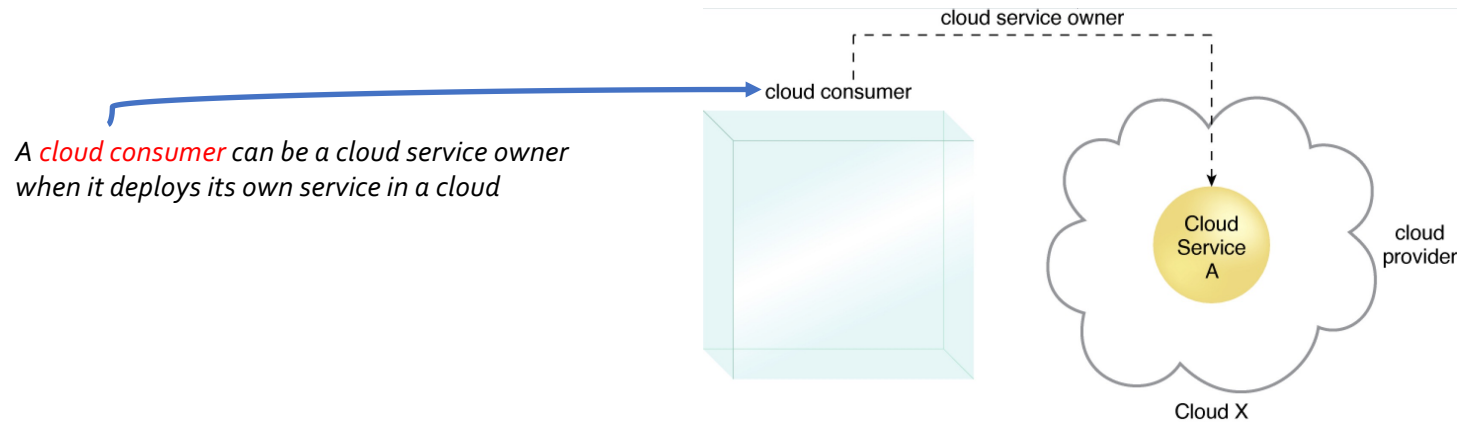 A cloud consumer can be a cloud service owner
when it deploys its own service in a cloud
cloud service owner
cloud consumer
Cloud
Service
A
cloud
provider
Cloud X